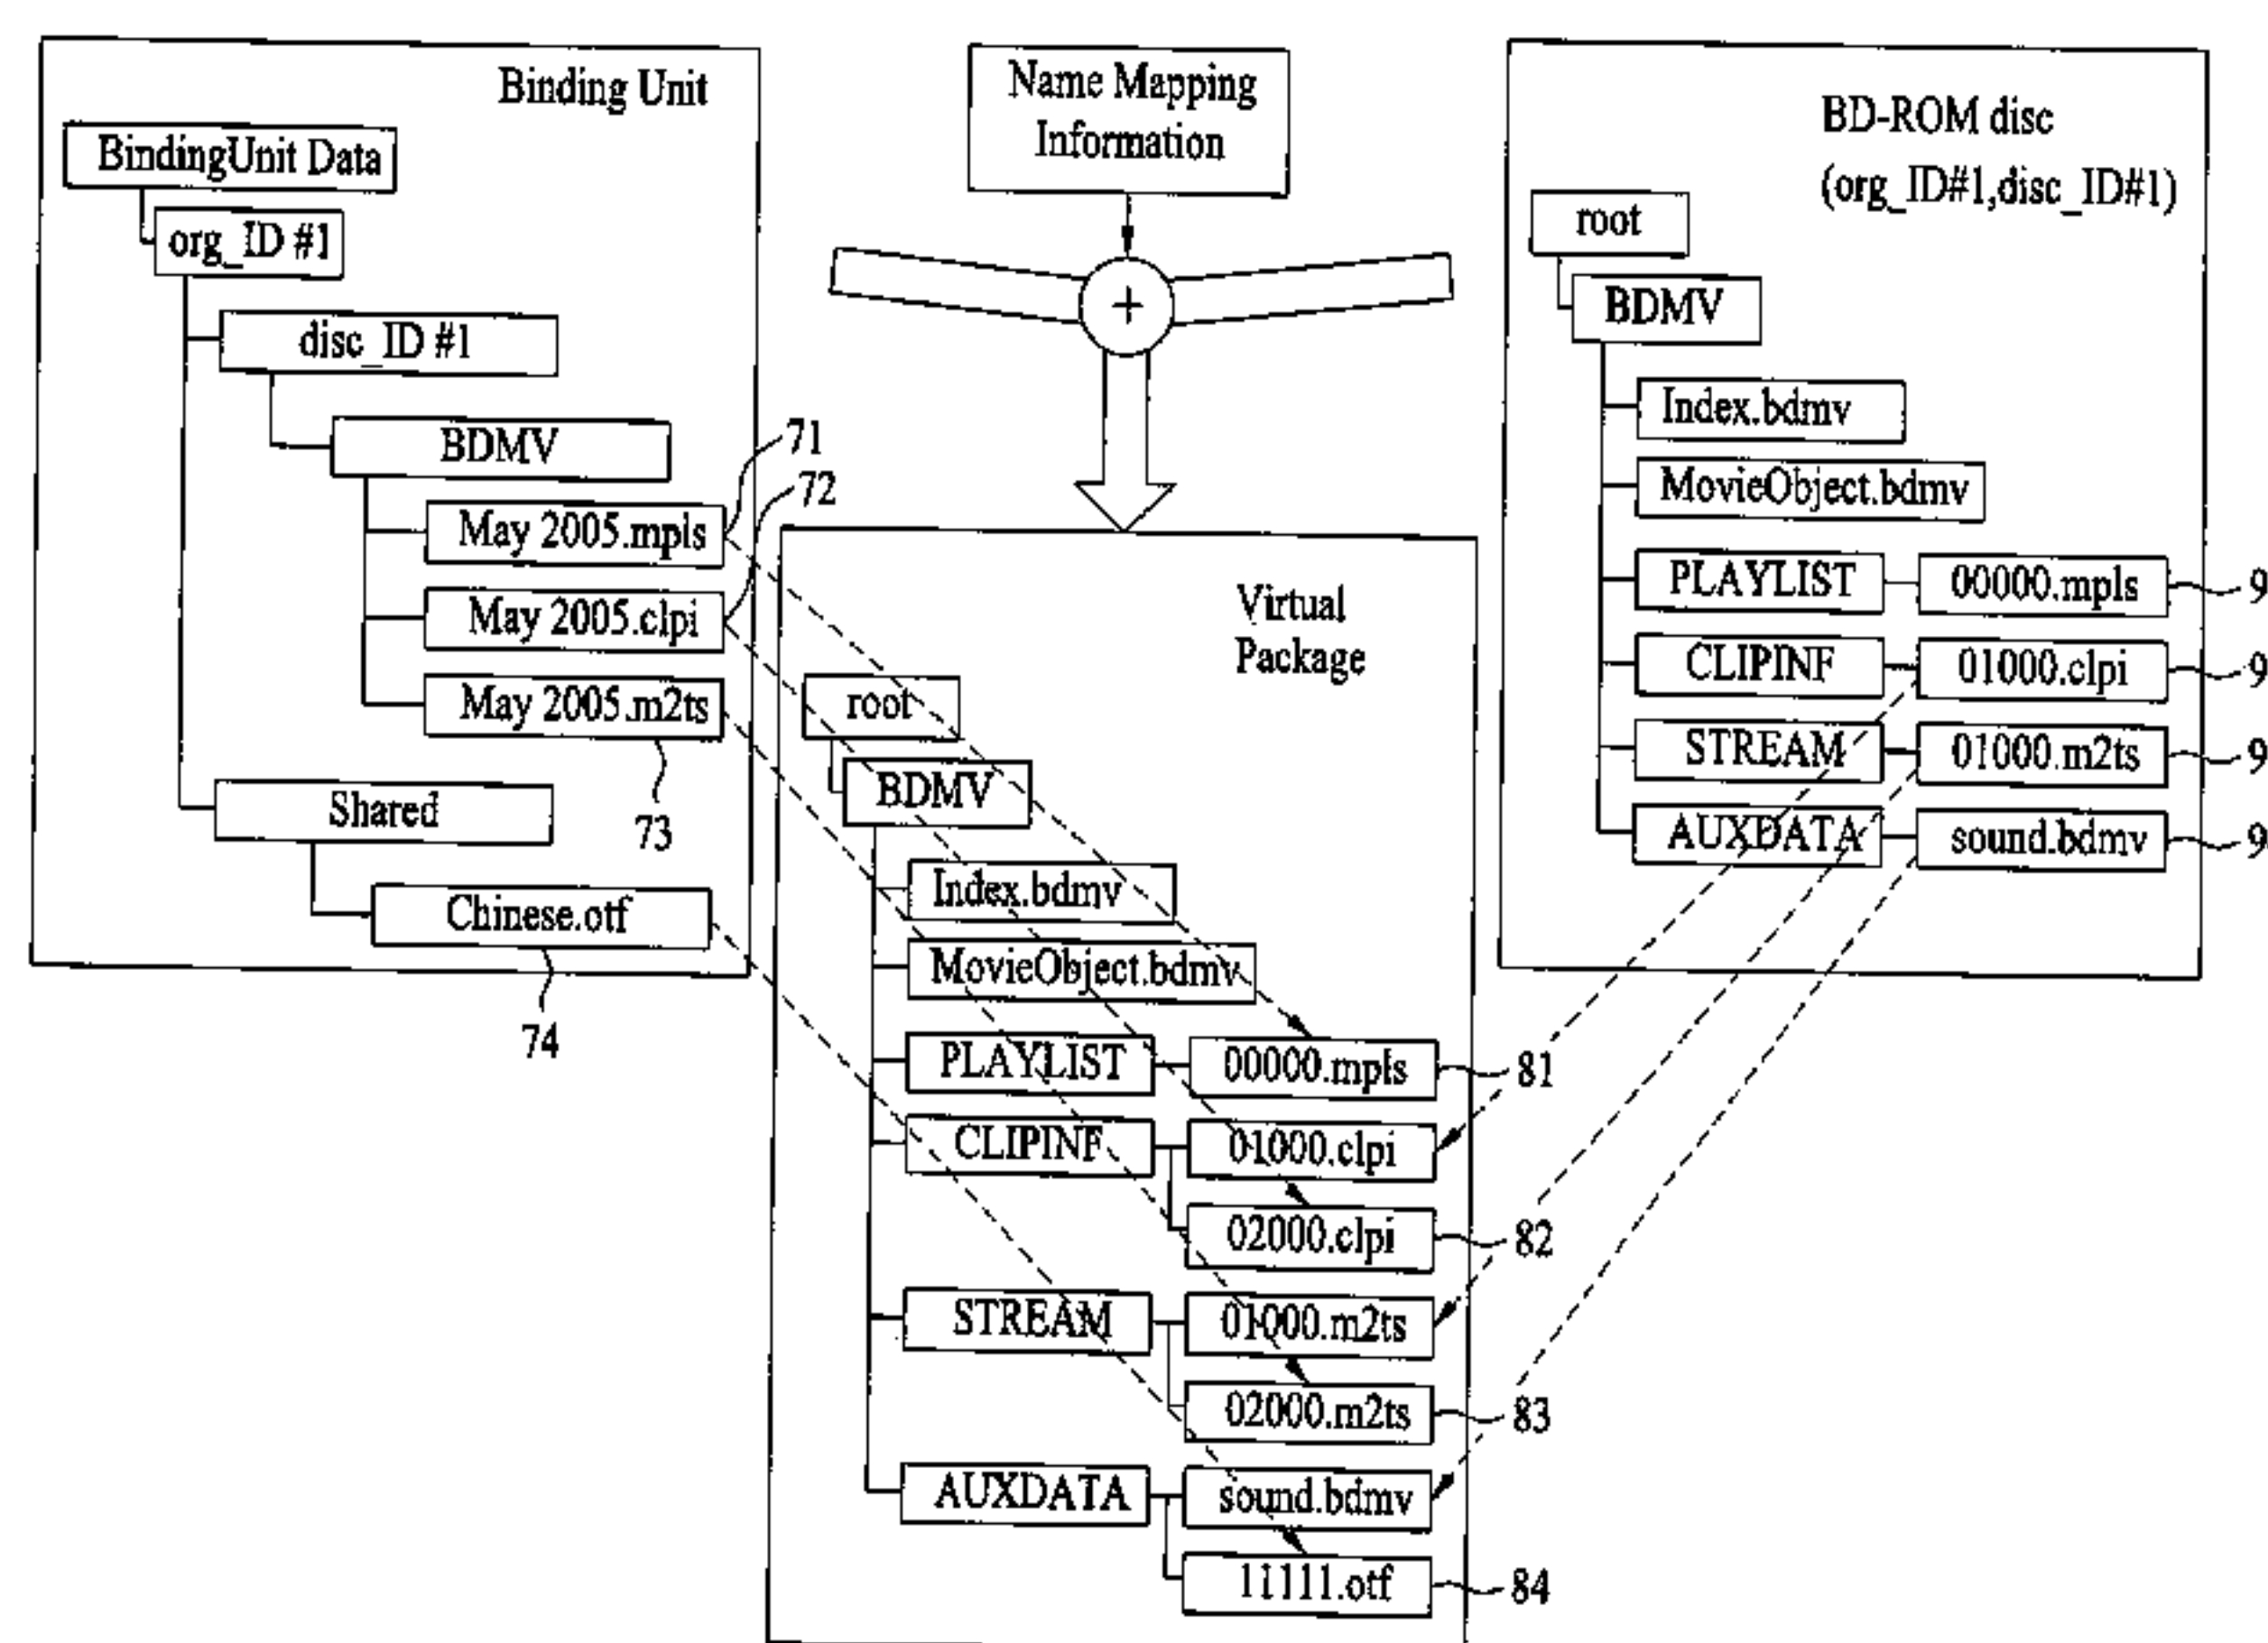 Binding Unit
BindingUnit Data
org_ID #1
disc_ID #1
BDMV
May 2005.mpls
71
May 2005.clpi
72
May 2005.m2ts
73
Shared
Chinese.otf
74
Name Mapping
Information
+
Virtual
Package
root
BDMV
Index.bdmv
MovieObject.bdmv
PLAYLIST
00000.mpls
81
CLIPINF
01000.clpi
02000.clpi
82
STREAM
01000.m2ts
02000.m2ts
83
AUXDATA
sound.bdmv
11111.otf
84
BD-ROM disc
(org_ID#1,disc_ID#1)
root
BDMV
Index.bdmv
MovieObject.bdmv
PLAYLIST
00000.mpls
9
CLIPINF
01000.clpi
9
STREAM
01000.m2ts
9
AUXDATA
sound.bdmv
9